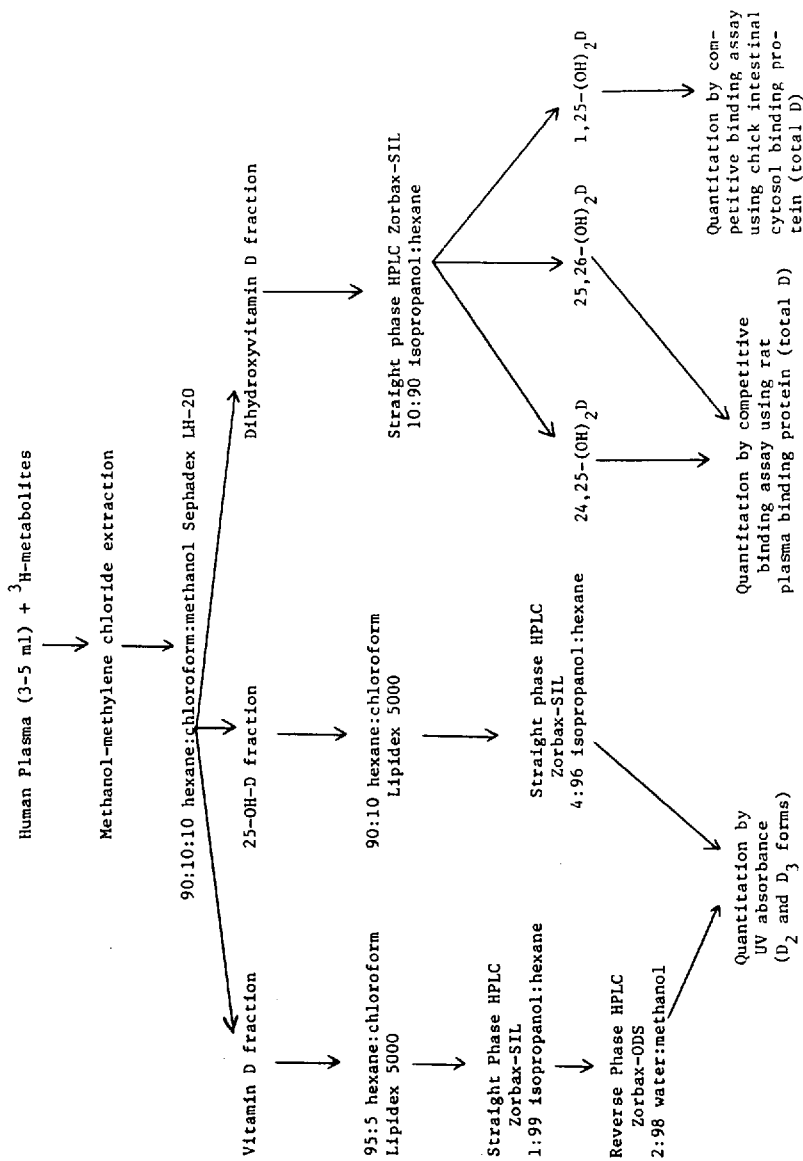 Human Plasma (3-5 ml) + ³H-metabolites
Methanol-methylene chloride extraction
90:10:10 hexane:chloroform:methanol Sephadex LH-20
Vitamin D fraction
95:5 hexane:chloroform
Lipidex 5000
Straight Phase HPLC
Zorbax-SIL
1:99 isopropanol:hexane
Reverse Phase HPLC
Zorbax-ODS
2:98 water:methanol
25-OH-D fraction
90:10 hexane:chloroform
Lipidex 5000
Straight phase HPLC
Zorbax-SIL
4:96 isopropanol:hexane
Quantitation by
UV absorbance
(D₂ and D₃ forms)
Dihydroxyvitamin D fraction
Straight phase HPLC Zorbax-SIL
10:90 isopropanol:hexane
24,25-(OH)₂D
25,26-(OH)₂D
1,25-(OH)₂D
Quantitation by competitive
binding assay using rat
plasma binding protein (total D)
Quantitation by com-
petitive binding assay
using chick intestinal
cytosol binding pro-
tein (total D)